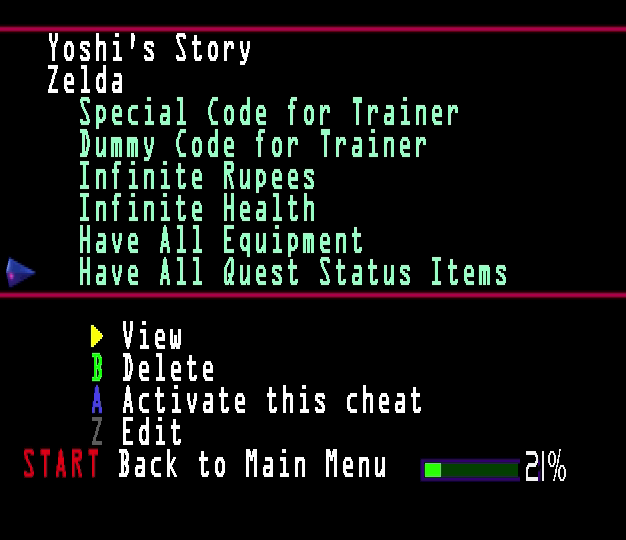 Yoshi's Story
Zelda
Special Code for Trainer
Dummy Code for Trainer
Infinite Rupees
Infinite Health
Have All Equipment
Have All Quest Status Items
View
B Delete
A Activate this cheat
Z Edit
START Back to Main Menu 21%